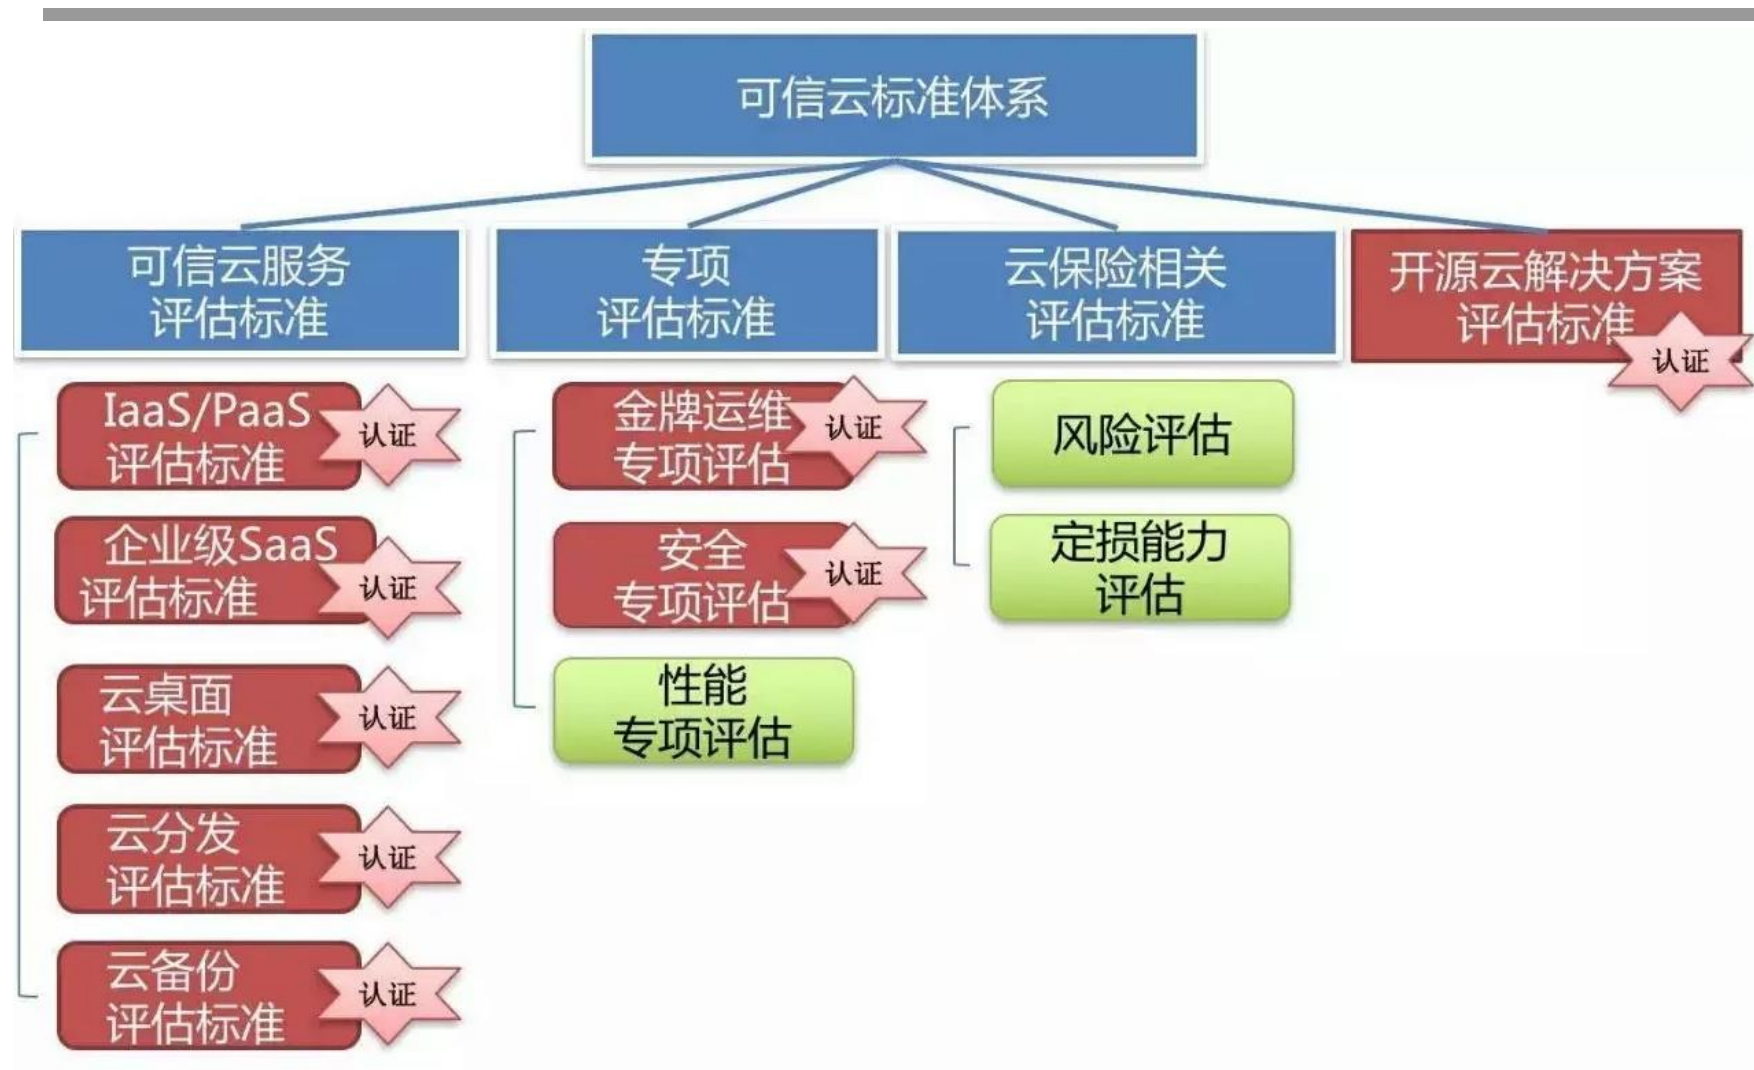 可信云标准体系
可信云服务
评估标准
专项
评估标准
云保险相关
评估标准
开源云解决方案
评估标准
认证
IaaS/PaaS
评估标准
认证
企业级SaaS
评估标准
认证
云桌面
评估标准
认证
云分发
评估标准
认证
云备份
评估标准
认证
金牌运维
专项评估
认证
安全
专项评估
认证
性能
专项评估
风险评估
定损能力
评估